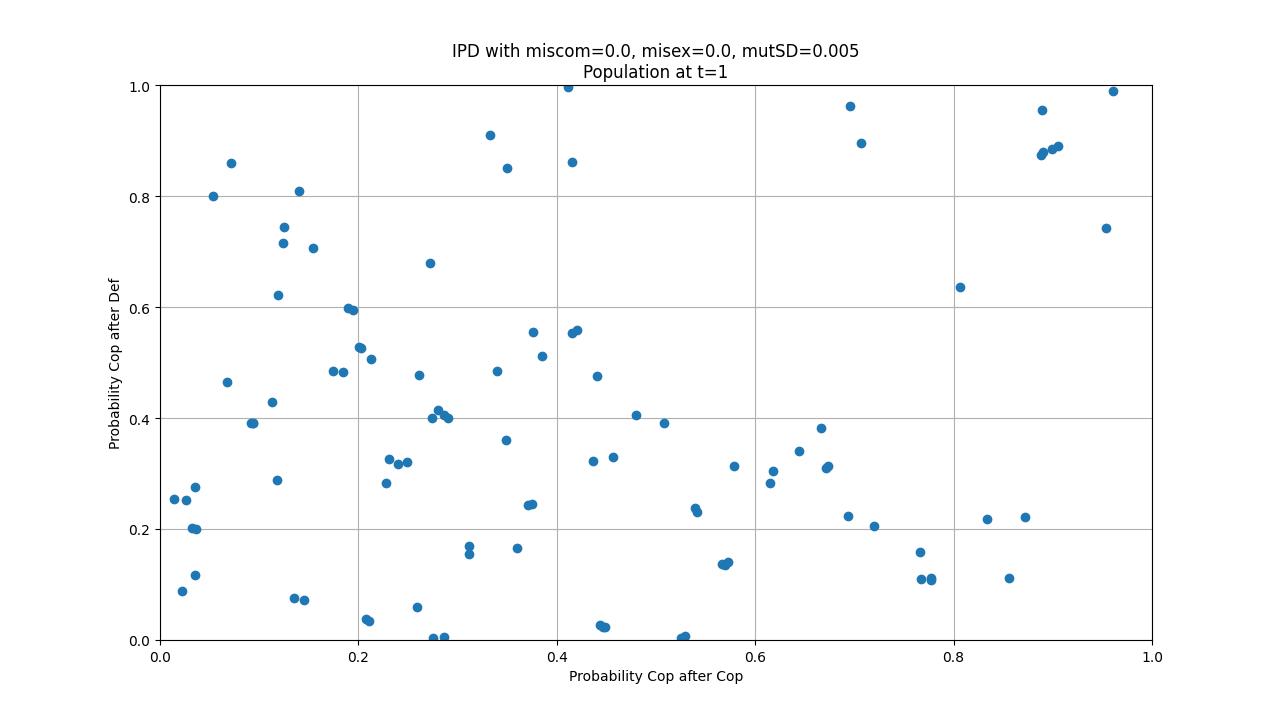 IPD with miscom=0.0, misex=0.0, mutSD=0.005
Population at t=1
1.0
0.8
0.6
0.4
0.2
0.0
Probability Cop after Def
0.0 0.2 0.4 0.6 0.8 1.0
Probability Cop after Cop